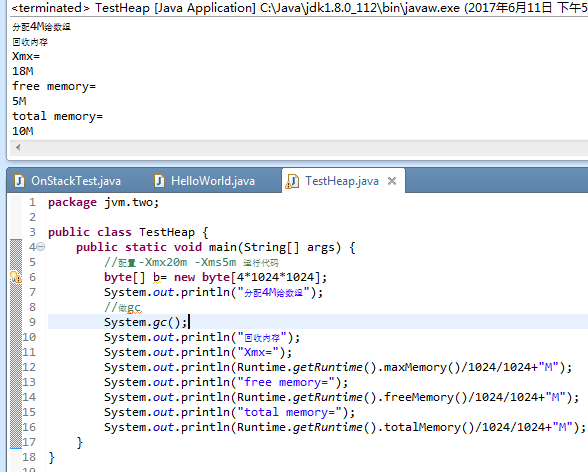 <terminated> TestHeap [Java Application] C:\Java\jdk1.8.0_112\bin\javaw.exe (2017年6月11日 下午5
分配4M给数组
回收内存
Xmx=
18M
free memory=
5M
total memory=
10M
OnStackTest.java HelloWorld.java TestHeap.java
1 package jvm.two;
2
3 public class TestHeap {
4 public static void main(String[] args) {
5 //配置-Xmx20m -Xms5m 运行代码
6 byte[] b= new byte[4*1024*1024];
7 System.out.println("分配4M给数组");
8 //做gc
9 System.gc();
10 System.out.println("回收内存");
11 System.out.println("Xmx=");
12 System.out.println(Runtime.getRuntime().maxMemory()/1024/1024+"M");
13 System.out.println("free memory=");
14 System.out.println(Runtime.getRuntime().freeMemory()/1024/1024+"M");
15 System.out.println("total memory=");
16 System.out.println(Runtime.getRuntime().totalMemory()/1024/1024+"M");
17 }
18 }
19